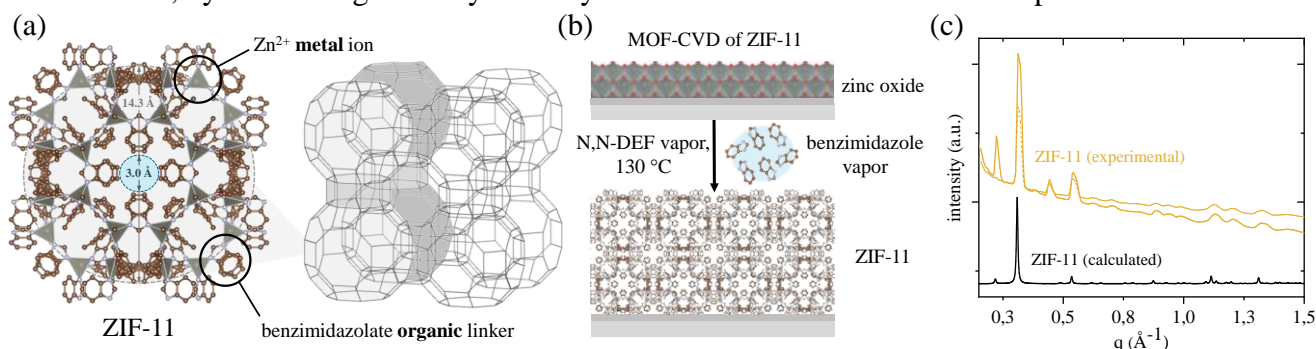 (a)
Zn²⁺ metal ion
14.3 Å
3.0 Å
ZIF-11
benzimidazolate organic linker
(b)
MOF-CVD of ZIF-11
zinc oxide
N,N-DEF vapor,
130 °C
benzimidazole
vapor
ZIF-11
(c)
intensity (a.u.)
ZIF-11 (experimental)
ZIF-11 (calculated)
0,3 0,5 0,8 1,0 1,3 1,5
q (Å⁻¹)